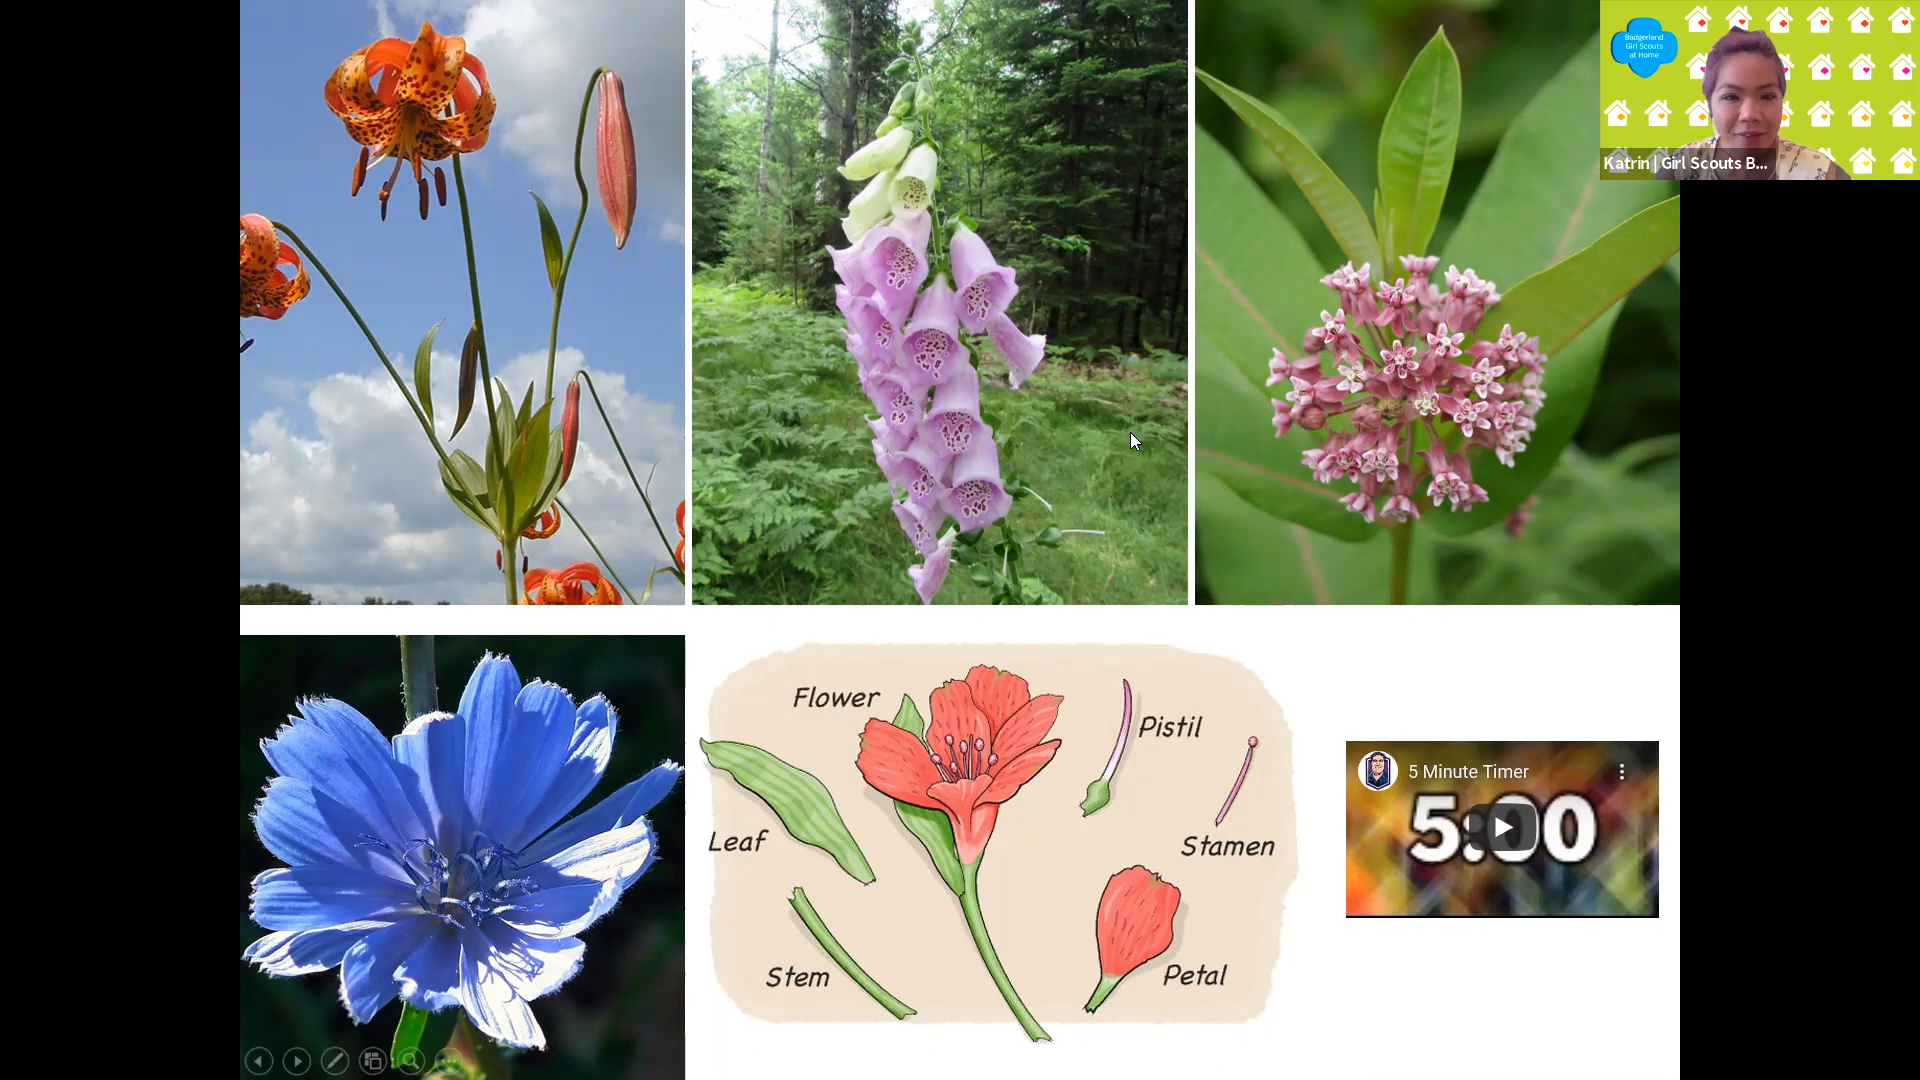 Badgerland
Girl Scouts
at Home
Katrin | Girl Scouts B...
Flower
Pistil
Leaf
Stamen
Stem
Petal
5 Minute Timer
5:00